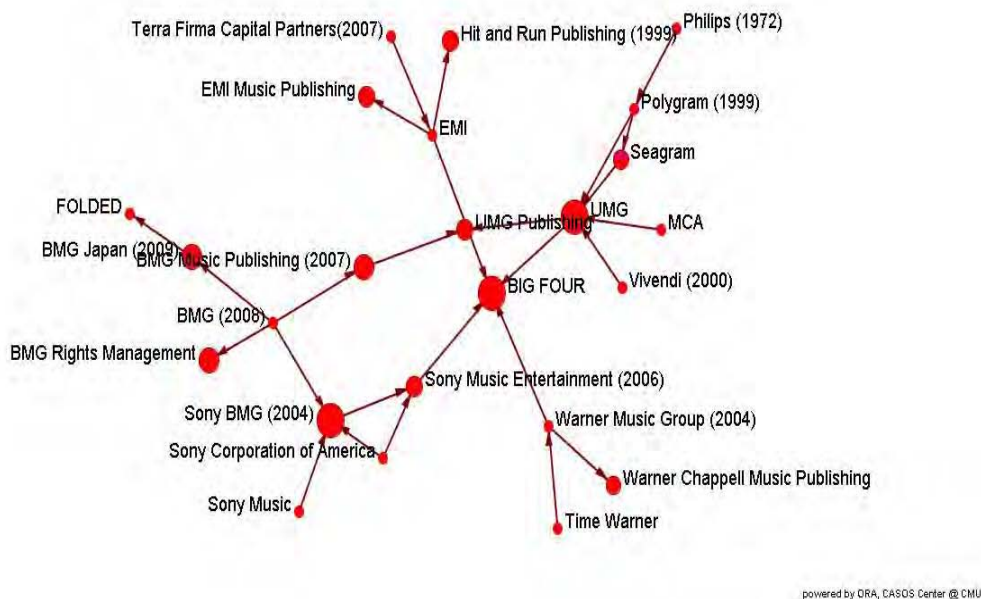 Philips (1972)
Terra Firma Capital Partners(2007)
Hit and Run Publishing (1999)
EMI Music Publishing
Polygram (1999)
EMI
Seagram
FOLDED
UMG
UMG Publishing
MCA
BMG Japan (2009)
BMG Music Publishing (2007)
Vivendi (2000)
BIG FOUR
BMG (2008)
BMG Rights Management
Sony Music Entertainment (2006)
Sony BMG (2004)
Warner Music Group (2004)
Sony Corporation of America
Warner Chappell Music Publishing
Sony Music
Time Warner
powered by ORA, CASOS Center @ CMU